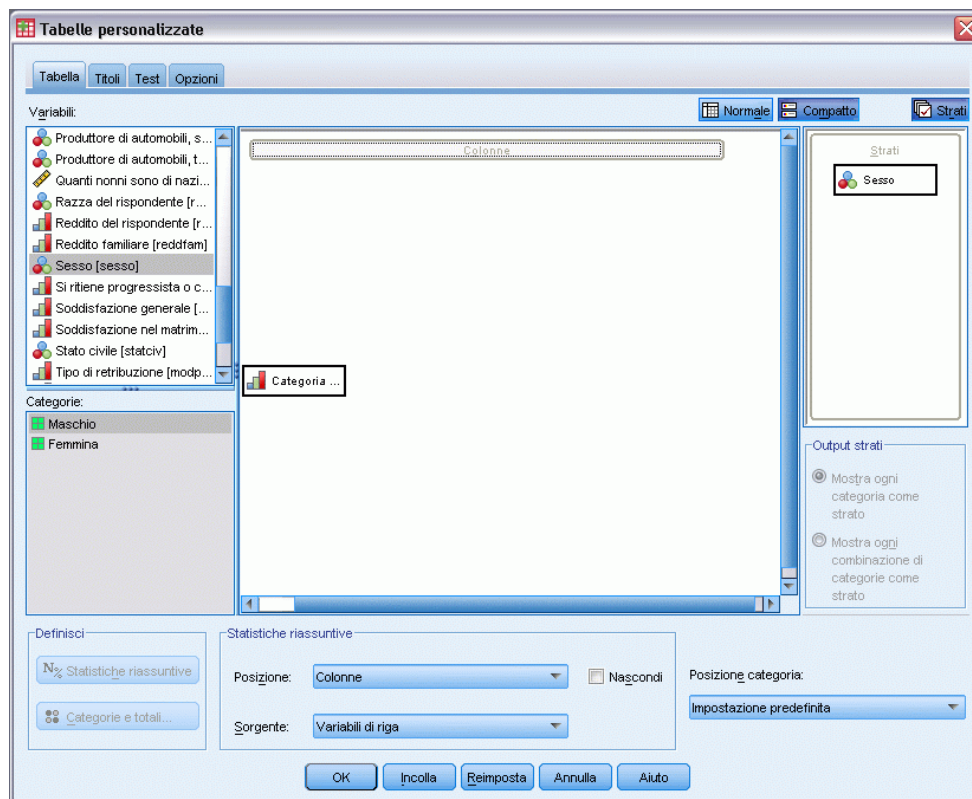 Tabelle personalizzate
Tabella Titoli Test Opzioni
Variabili:
Normale Compatto Strati
Produttore di automobili, s...
Produttore di automobili, t...
Quanti nonni sono di nazi...
Razza del rispondente [r...
Reddito del rispondente [r...
Reddito familiare [reddfam]
Sesso [sesso]
Si ritiene progressista o c...
Soddisfazione generale [...
Soddisfazione nel matrim...
Stato civile [statciv]
Tipo di retribuzione [modp...
Categorie:
Maschio
Femmina
Colonne
Categoria ...
Strati
Sesso
Output strati
Mostra ogni
categoria come
strato
Mostra ogni
combinazione di
categorie come
strato
Definisci
N% Statistiche riassuntive
Categorie e totali...
Statistiche riassuntive
Posizione: Colonne Nascondi
Sorgente: Variabili di riga
Posizione categoria:
Impostazione predefinita
OK Incolla Reimposta Annulla Aiuto